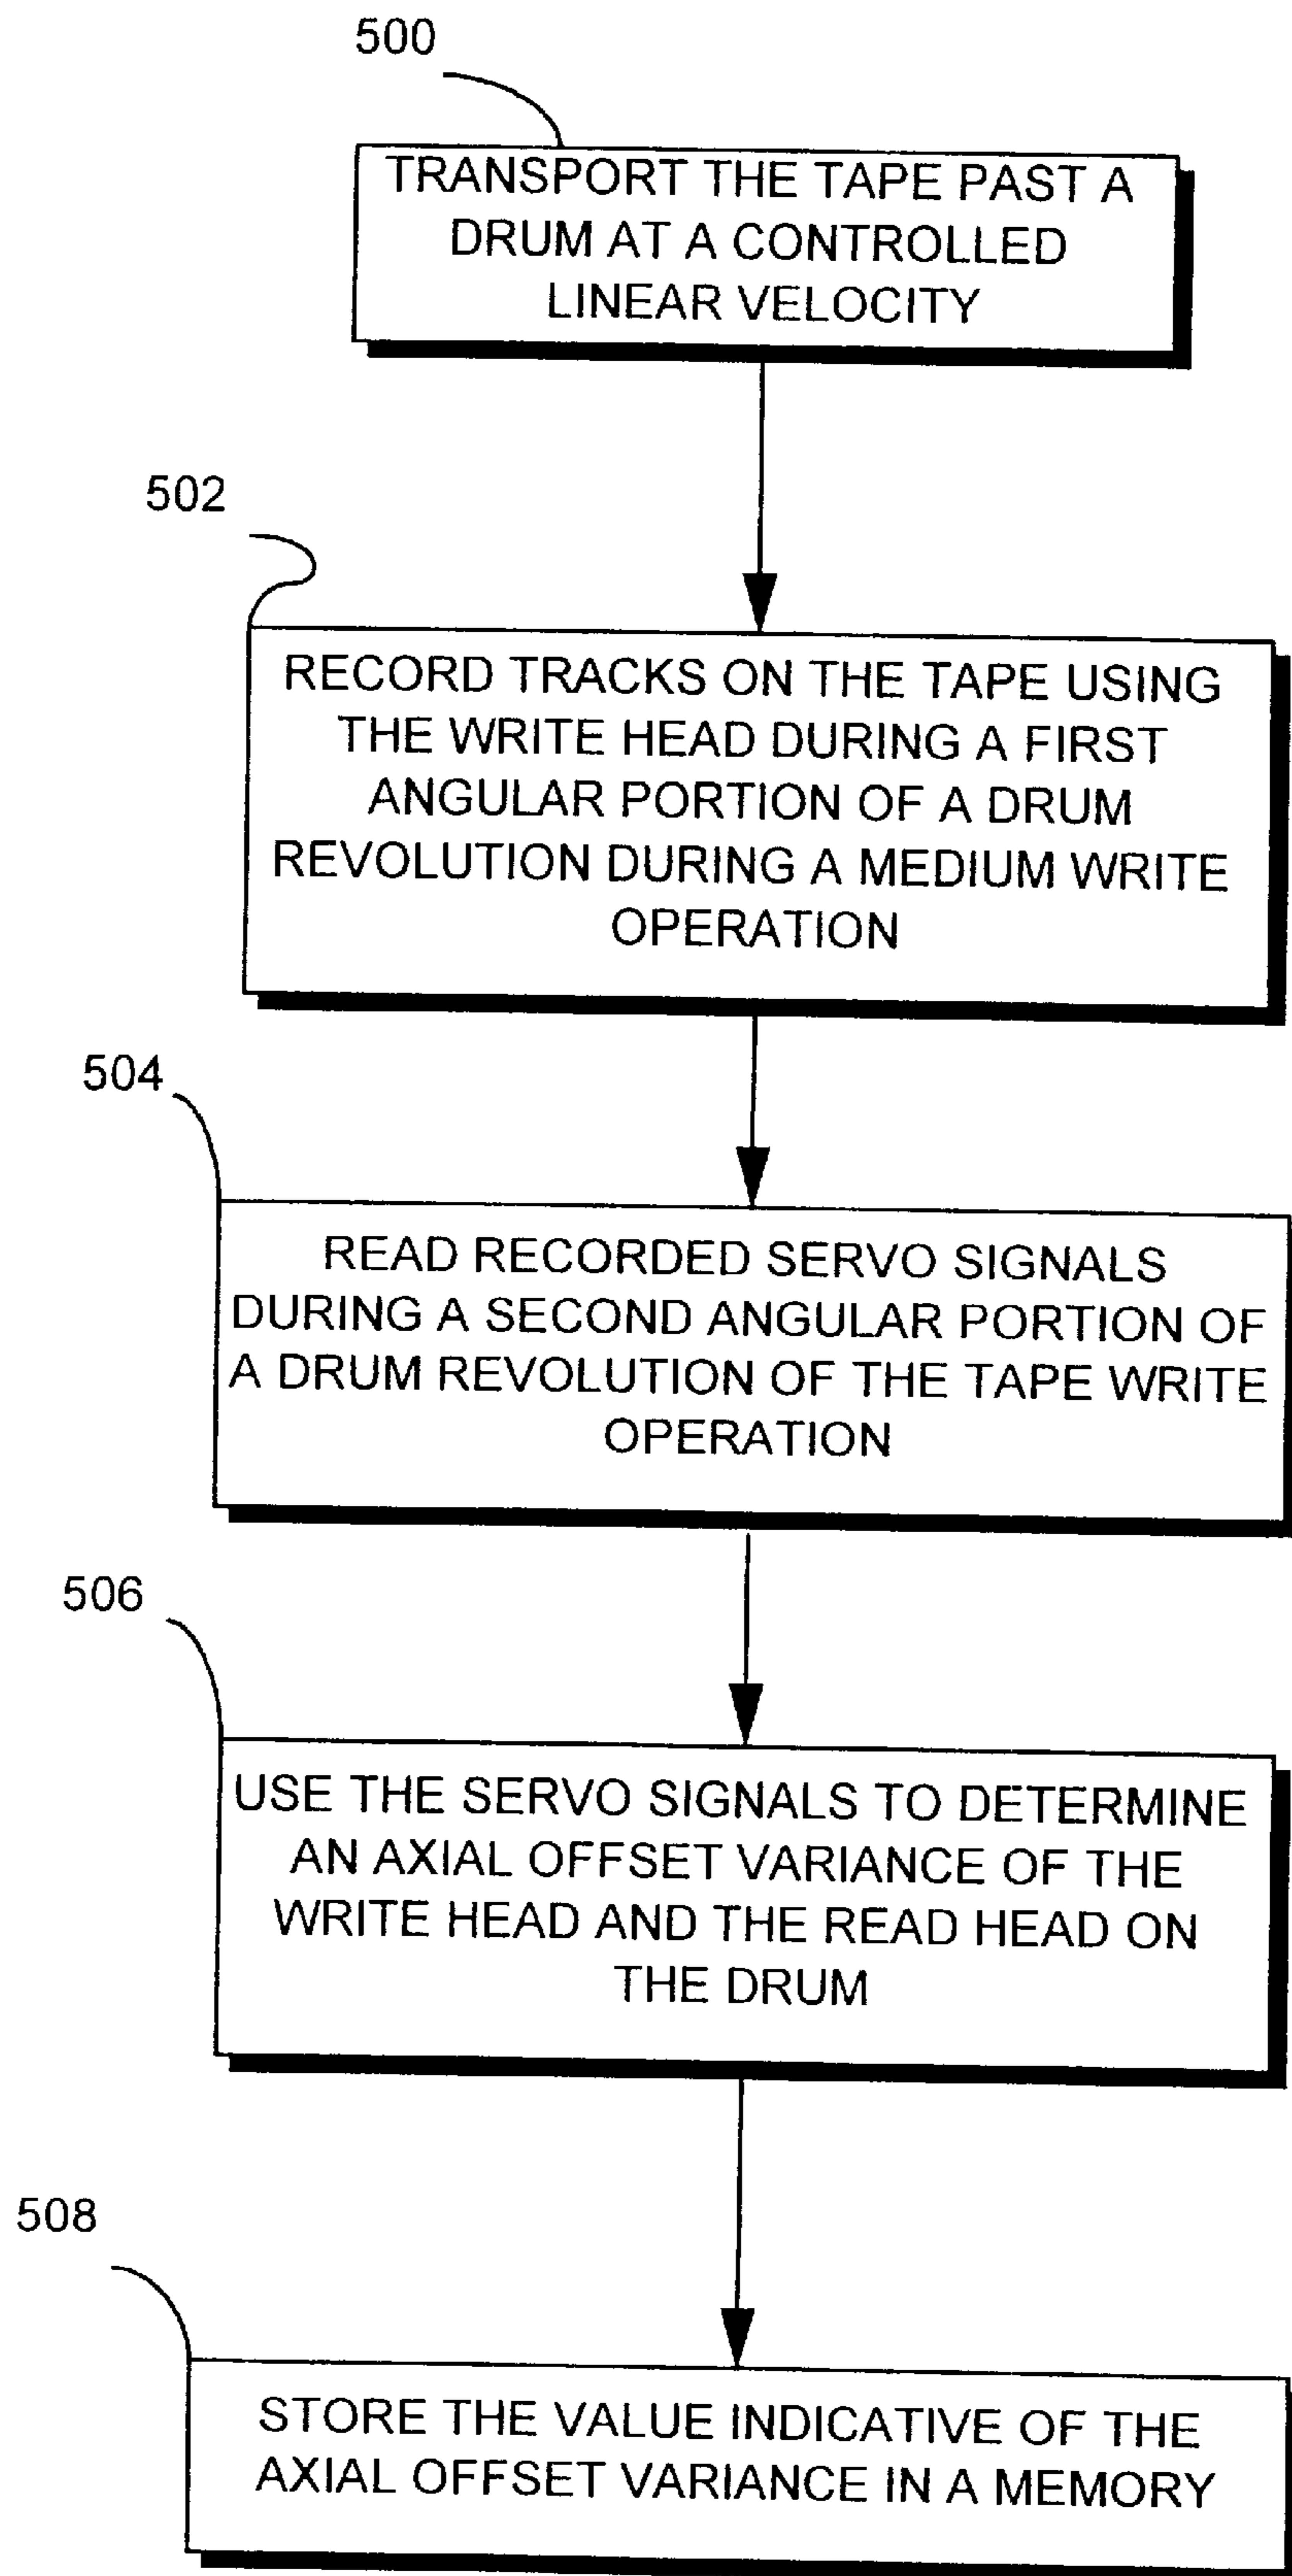 500
TRANSPORT THE TAPE PAST A
DRUM AT A CONTROLLED
LINEAR VELOCITY
502
RECORD TRACKS ON THE TAPE USING
THE WRITE HEAD DURING A FIRST
ANGULAR PORTION OF A DRUM
REVOLUTION DURING A MEDIUM WRITE
OPERATION
504
READ RECORDED SERVO SIGNALS
DURING A SECOND ANGULAR PORTION OF
A DRUM REVOLUTION OF THE TAPE WRITE
OPERATION
506
USE THE SERVO SIGNALS TO DETERMINE
AN AXIAL OFFSET VARIANCE OF THE
WRITE HEAD AND THE READ HEAD ON
THE DRUM
508
STORE THE VALUE INDICATIVE OF THE
AXIAL OFFSET VARIANCE IN A MEMORY